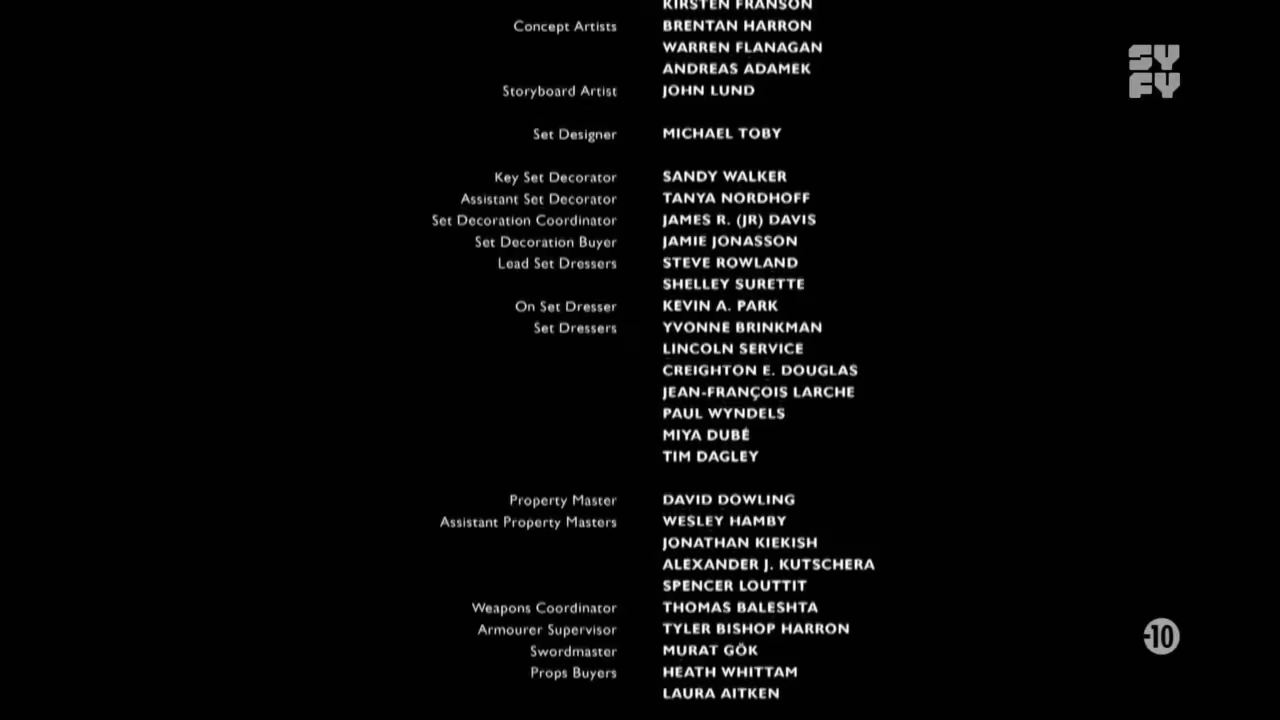 KIRSTEN FRANSON
Concept Artists BRENTAN HARRON
WARREN FLANAGAN
ANDREAS ADAMEK
Storyboard Artist JOHN LUND
Set Designer MICHAEL TOBY
Key Set Decorator SANDY WALKER
Assistant Set Decorator TANYA NORDHOFF
Set Decoration Coordinator JAMES R. (JR) DAVIS
Set Decoration Buyer JAMIE JONASSON
Lead Set Dressers STEVE ROWLAND
SHELLEY SURETTE
On Set Dresser KEVIN A. PARK
Set Dressers YVONNE BRINKMAN
LINCOLN SERVICE
CREIGHTON E. DOUGLAS
JEAN-FRANÇOIS LARCHE
PAUL WYNDELS
MIYA DUBÉ
TIM DAGLEY
Property Master DAVID DOWLING
Assistant Property Masters WESLEY HAMBY
JONATHAN KIEKISH
ALEXANDER J. KUTSCHERA
SPENCER LOUTTIT
Weapons Coordinator THOMAS BALESHTA
Armourer Supervisor TYLER BISHOP HARRON
Swordmaster MURAT GÖK
Props Buyers HEATH WHITTAM
LAURA AITKEN
SY
FY
-10